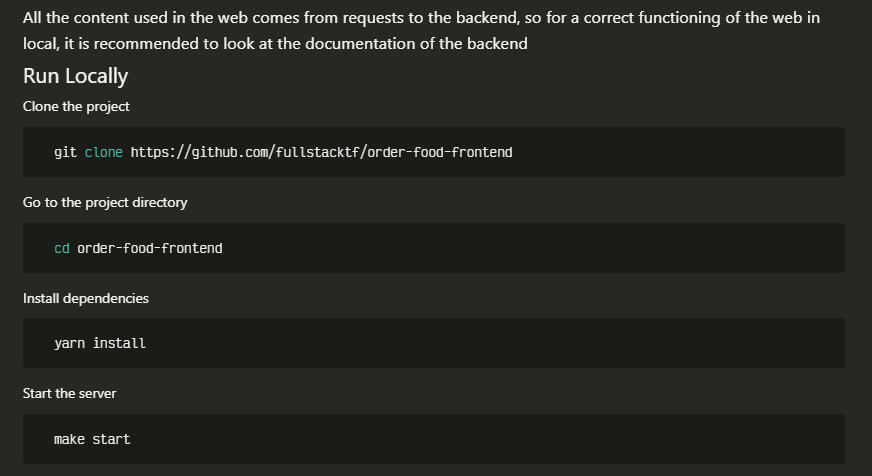 All the content used in the web comes from requests to the backend, so for a correct functioning of the web in
local, it is recommended to look at the documentation of the backend
Run Locally
Clone the project
git clone https://github.com/fullstacktf/order-food-frontend
Go to the project directory
cd order-food-frontend
Install dependencies
yarn install
Start the server
make start